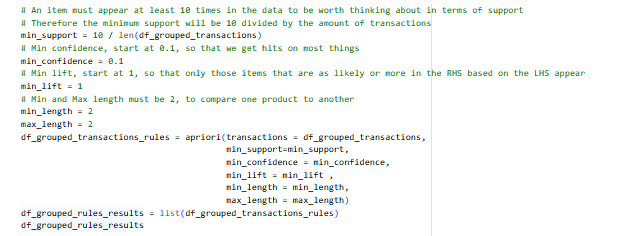 # An item must appear at least 10 times in the data to be worth thinking about in terms of support
# Therefore the minimum support will be 10 divided by the amount of transactions
min_support = 10 / len(df_grouped_transactions)
# Min confidence, start at 0.1, so that we get hits on most things
min_confidence = 0.1
# Min lift, start at 1, so that only those items that are as likely or more in the RHS based on the LHS appear
min_lift = 1
# Min and Max length must be 2, to compare one product to another
min_length = 2
max_length = 2
df_grouped_transactions_rules = apriori(transactions = df_grouped_transactions,
min_support=min_support,
min_confidence = min_confidence,
min_lift = min_lift ,
min_length = min_length,
max_length = max_length)
df_grouped_rules_results = list(df_grouped_transactions_rules)
df_grouped_rules_results